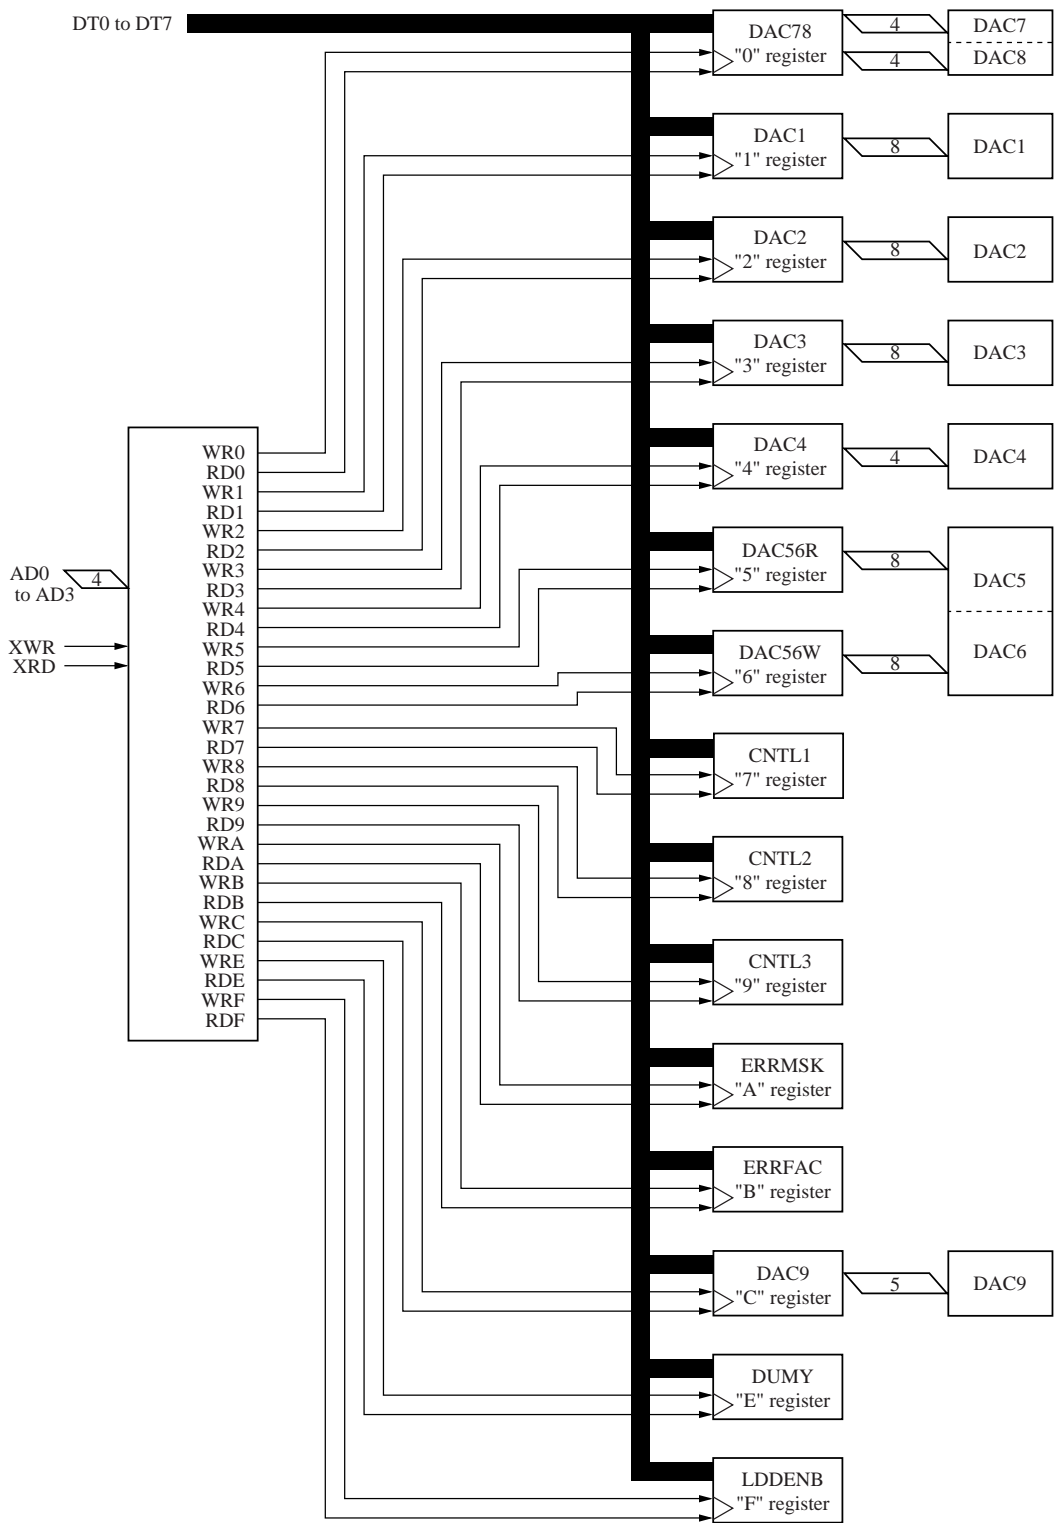 DT0 to DT7
DAC78
"0" register
4
4
DAC7
DAC8
DAC1
"1" register
8
DAC1
DAC2
"2" register
8
DAC2
DAC3
"3" register
8
DAC3
DAC4
"4" register
4
DAC4
DAC56R
"5" register
8
DAC5
DAC56W
"6" register
8
DAC6
CNTL1
"7" register
CNTL2
"8" register
CNTL3
"9" register
ERRMSK
"A" register
ERRFAC
"B" register
DAC9
"C" register
5
DAC9
DUMY
"E" register
LDDENB
"F" register
AD0
to AD3
4
XWR
XRD
WR0
RD0
WR1
RD1
WR2
RD2
WR3
RD3
WR4
RD4
WR5
RD5
WR6
RD6
WR7
RD7
WR8
RD8
WR9
RD9
WRA
RDA
WRB
RDB
WRC
RDC
WRE
RDE
WRF
RDF